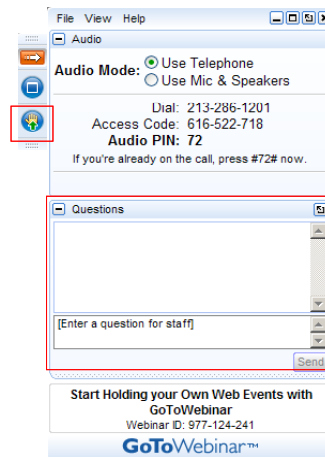 File View Help
Audio
Audio Mode: Use Telephone
Use Mic & Speakers
Dial: 213-286-1201
Access Code: 616-522-718
Audio PIN: 72
If you're already on the call, press #72# now.
Questions
[Enter a question for staff]
Send
Start Holding your Own Web Events with
GoToWebinar
Webinar ID: 977-124-241
GoToWebinar™